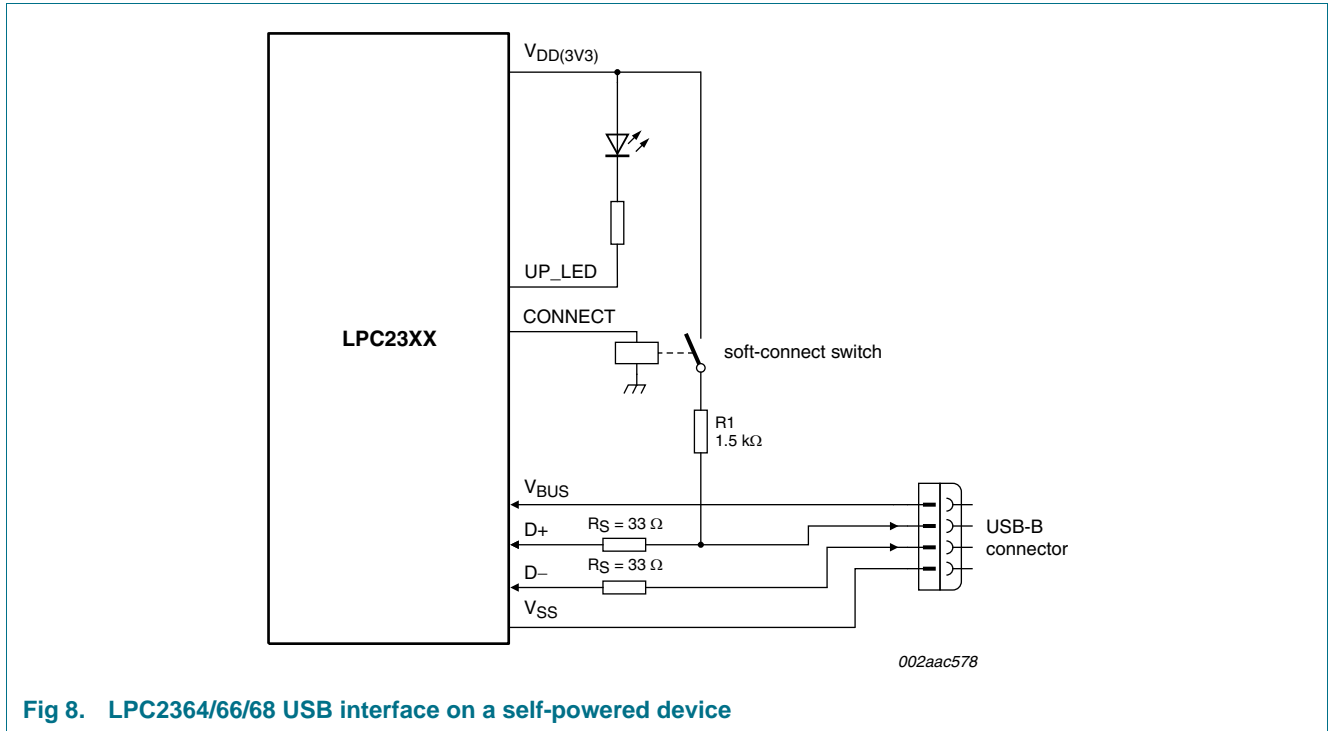 VDD(3V3)
UP_LED
CONNECT
LPC23XX
soft-connect switch
R1
1.5 kΩ
VBUS
D+
RS = 33 Ω
USB-B
connector
D−
RS = 33 Ω
VSS
002aac578
Fig 8. LPC2364/66/68 USB interface on a self-powered device